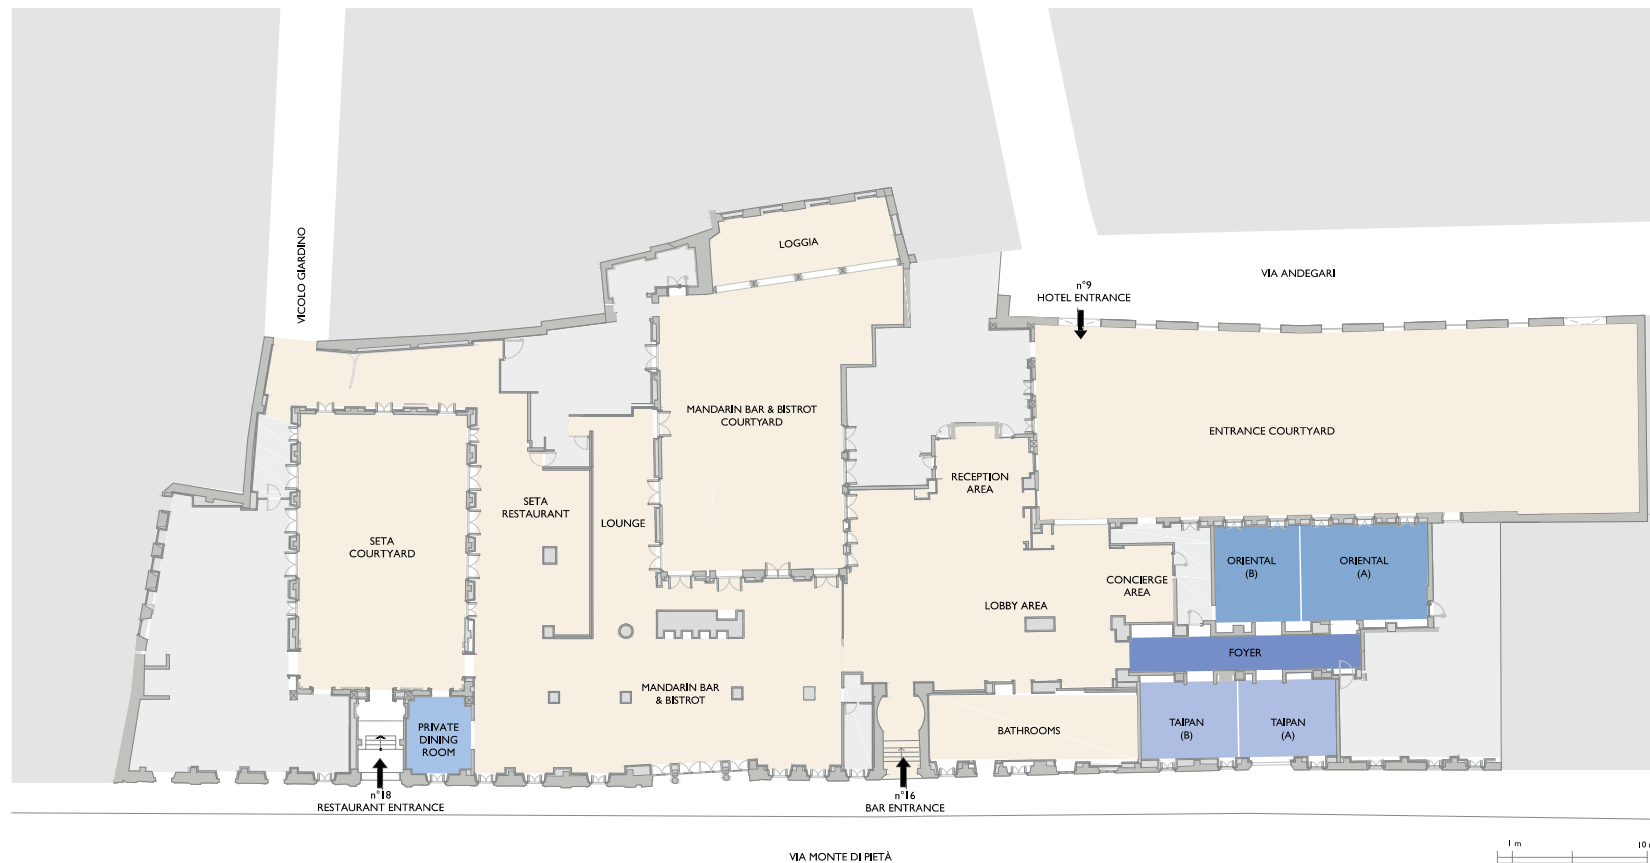 LOGGIA
VICOLO GIARDINO
VIA ANDEGARI
n°9
HOTEL ENTRANCE
MANDARIN BAR & BISTROT
COURTYARD
ENTRANCE COURTYARD
RECEPTION
AREA
SETA
RESTAURANT
LOUNGE
SETA
COURTYARD
ORIENTAL
(B)
ORIENTAL
(A)
CONCIERGE
AREA
LOBBY AREA
FOYER
MANDARIN BAR
& BISTROT
PRIVATE
DINING
ROOM
BATHROOMS
TAIPAN
(B)
TAIPAN
(A)
n°18
RESTAURANT ENTRANCE
n°16
BAR ENTRANCE
VIA MONTE DI PIETÀ
1 m